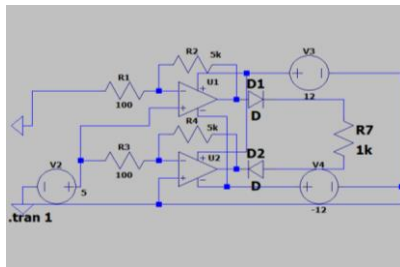 R2 5k V3
R1 U1 D1
100 D 12
R4 5k R7
R3 U2 D2 1k
V2 5 100 D V4
-12
.tran 1